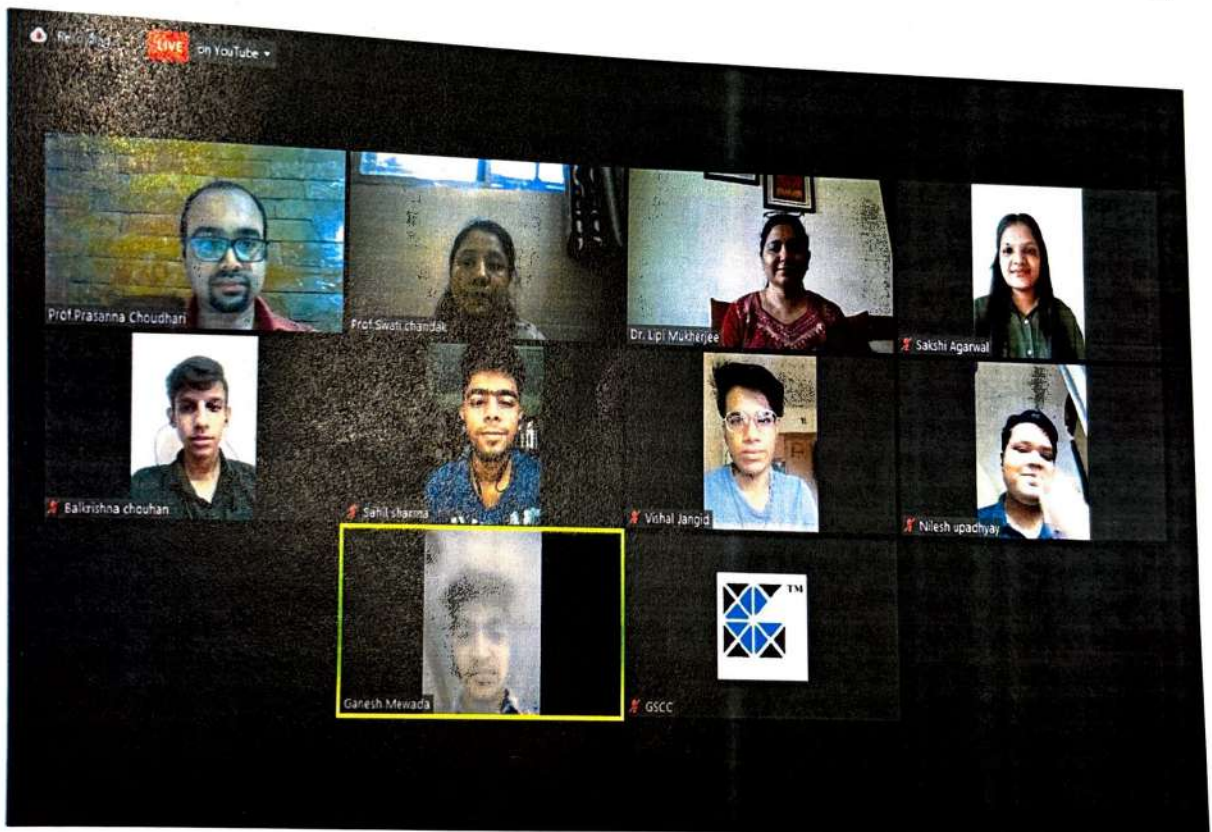 Recording...
LIVE on YouTube
Prof.Prasanna Choudhari
Prof.Swati chandak
Dr. Lipi Mukherjee
Sakshi Agarwal
Balkrishna chouhan
Sahil sharma
Vishal Jangid
Nilesh upadhyay
Ganesh Mewada
TM
GSCC